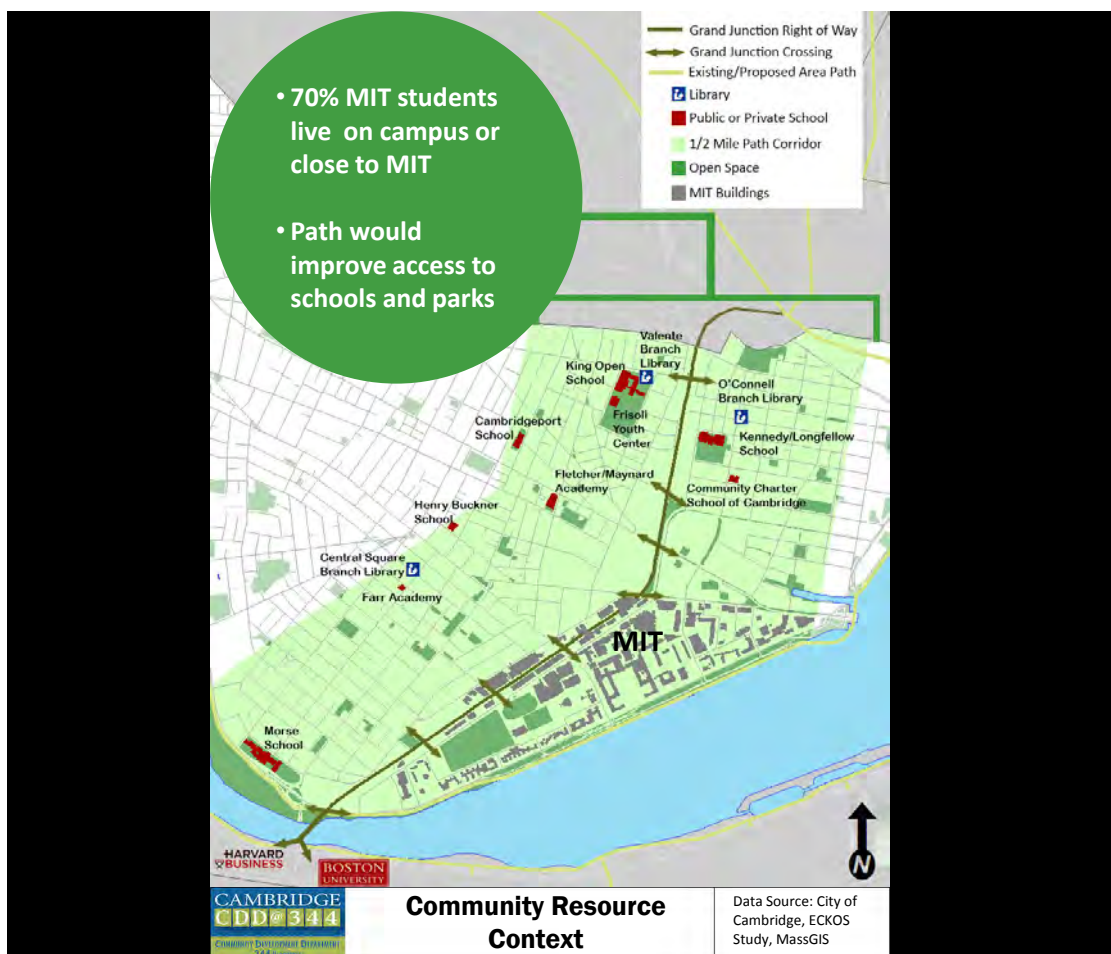 • 70% MIT students
live on campus or
close to MIT
• Path would
improve access to
schools and parks
Grand Junction Right of Way
Grand Junction Crossing
Existing/Proposed Area Path
Library
Public or Private School
1/2 Mile Path Corridor
Open Space
MIT Buildings
Valente
Branch
Library
King Open
School
O'Connell
Branch Library
Frisoli
Youth
Center
Cambridgeport
School
Kennedy/Longfellow
School
Fletcher/Maynard
Academy
Community Charter
School of Cambridge
Henry Buckner
School
Central Square
Branch Library
Farr Academy
MIT
Morse
School
N
HARVARD
BUSINESS
BOSTON
UNIVERSITY
CAMBRIDGE
CDD@344
COMMUNITY DEVELOPMENT DEPARTMENT
Community Resource
Context
Data Source: City of
Cambridge, ECKOS
Study, MassGIS